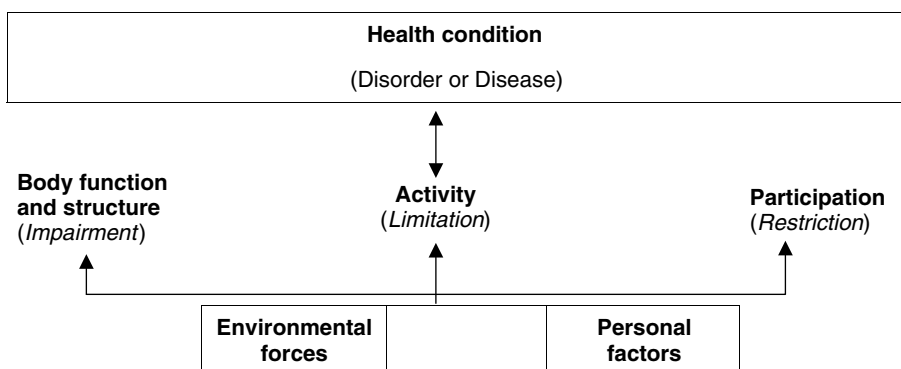 Health condition
(Disorder or Disease)
Body function
and structure
(Impairment)
Activity
(Limitation)
Participation
(Restriction)
Environmental
forces
Personal
factors